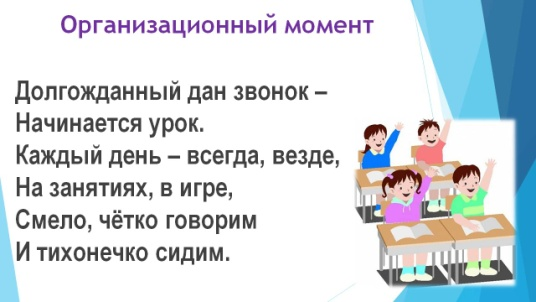 Организационный момент
Долгожданный дан звонок –
Начинается урок.
Каждый день – всегда, везде,
На занятиях, в игре,
Смело, чётко говорим
И тихонечко сидим.